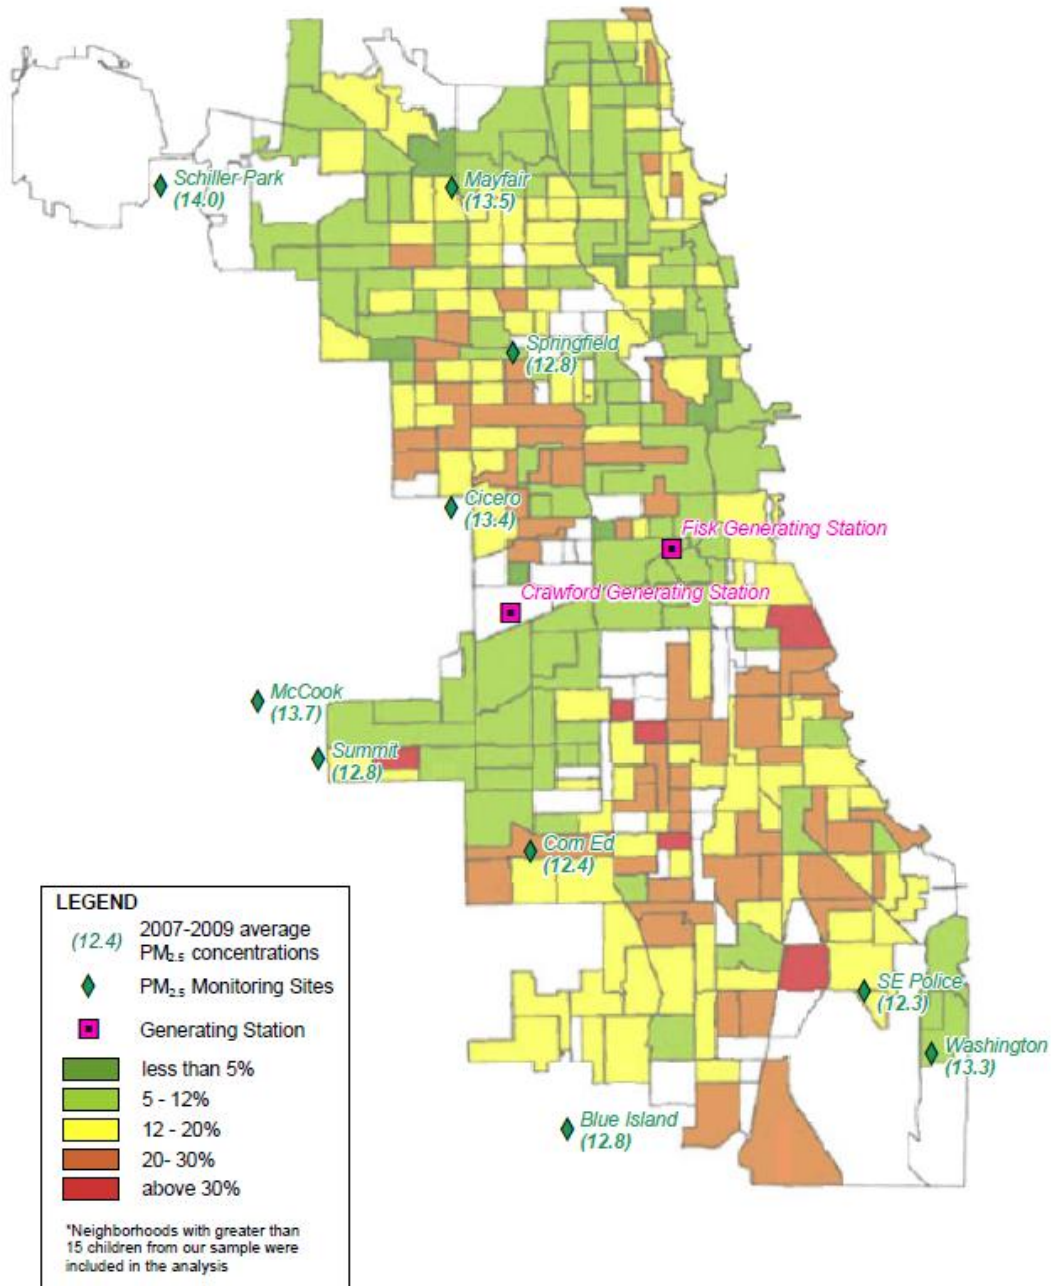 Schiller Park
(14.0)
Mayfair
(13.5)
Springfield
(12.8)
Cicero
(13.4)
Fisk Generating Station
Crawford Generating Station
McCook
(13.7)
Summit
(12.8)
Com Ed
(12.4)
SE Police
(12.3)
Washington
(13.3)
Blue Island
(12.8)
LEGEND
(12.4) 2007-2009 average
PM2.5 concentrations
PM2.5 Monitoring Sites
Generating Station
less than 5%
5 - 12%
12 - 20%
20- 30%
above 30%
*Neighborhoods with greater than
15 children from our sample were
included in the analysis